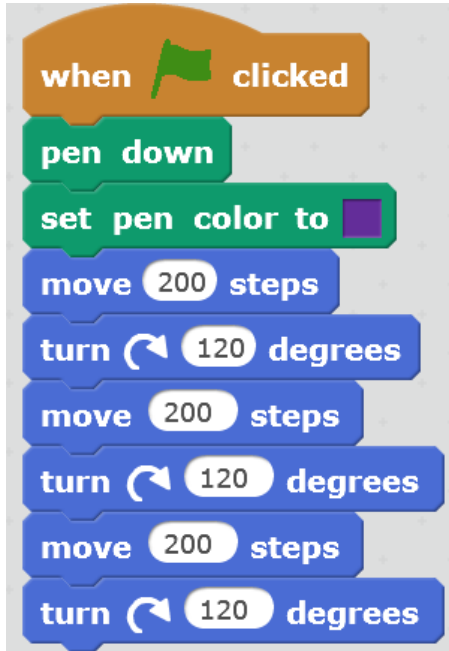 when clicked
pen down
set pen color to
move 200 steps
turn 120 degrees
move 200 steps
turn 120 degrees
move 200 steps
turn 120 degrees